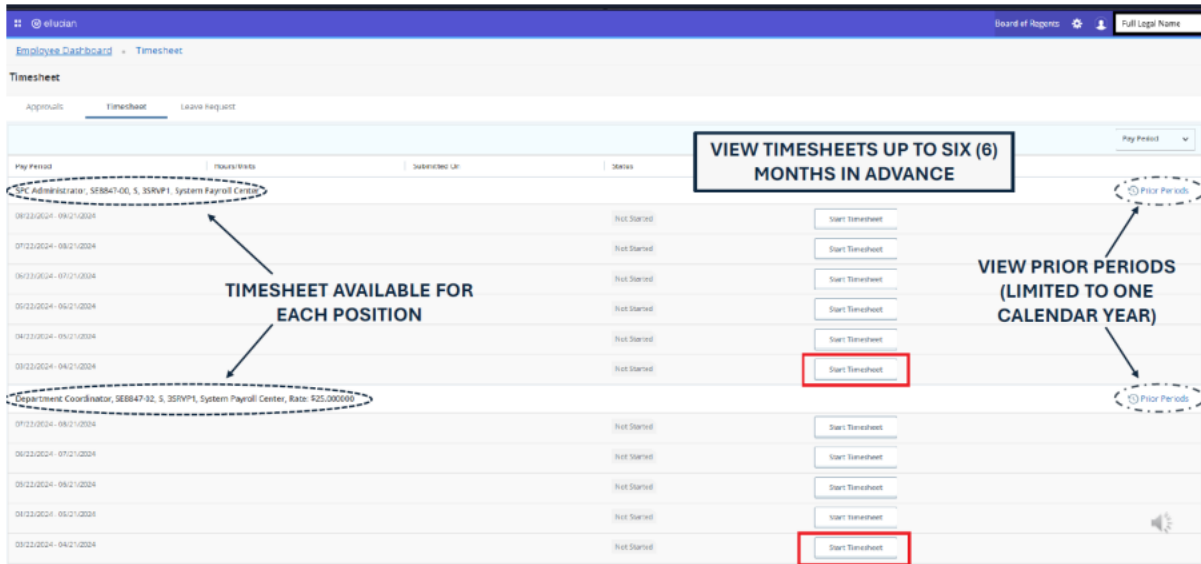 ellucian
Board of Regents
Full Legal Name
Employee Dashboard • Timesheet
Timesheet
Approvals
Timesheet
Leave Request
Pay Period
VIEW TIMESHEETS UP TO SIX (6)
MONTHS IN ADVANCE
Pay Period
Hours/Units
Submitted On
Status
SPC Administrator, SE8847-00, S, 3SRVP1, System Payroll Center
Prior Periods
08/22/2024 - 09/21/2024
Not Started
Start Timesheet
07/22/2024 - 08/21/2024
Not Started
Start Timesheet
06/22/2024 - 07/21/2024
Not Started
Start Timesheet
VIEW PRIOR PERIODS
(LIMITED TO ONE
CALENDAR YEAR)
TIMESHEET AVAILABLE FOR
EACH POSITION
05/22/2024 - 06/21/2024
Not Started
Start Timesheet
04/22/2024 - 05/21/2024
Not Started
Start Timesheet
03/22/2024 - 04/21/2024
Not Started
Start Timesheet
Department Coordinator, SE8847-02, S, 3SRVP1, System Payroll Center, Rate: $25.000000
Prior Periods
07/22/2024 - 08/21/2024
Not Started
Start Timesheet
06/22/2024 - 07/21/2024
Not Started
Start Timesheet
05/22/2024 - 06/21/2024
Not Started
Start Timesheet
04/22/2024 - 05/21/2024
Not Started
Start Timesheet
03/22/2024 - 04/21/2024
Not Started
Start Timesheet